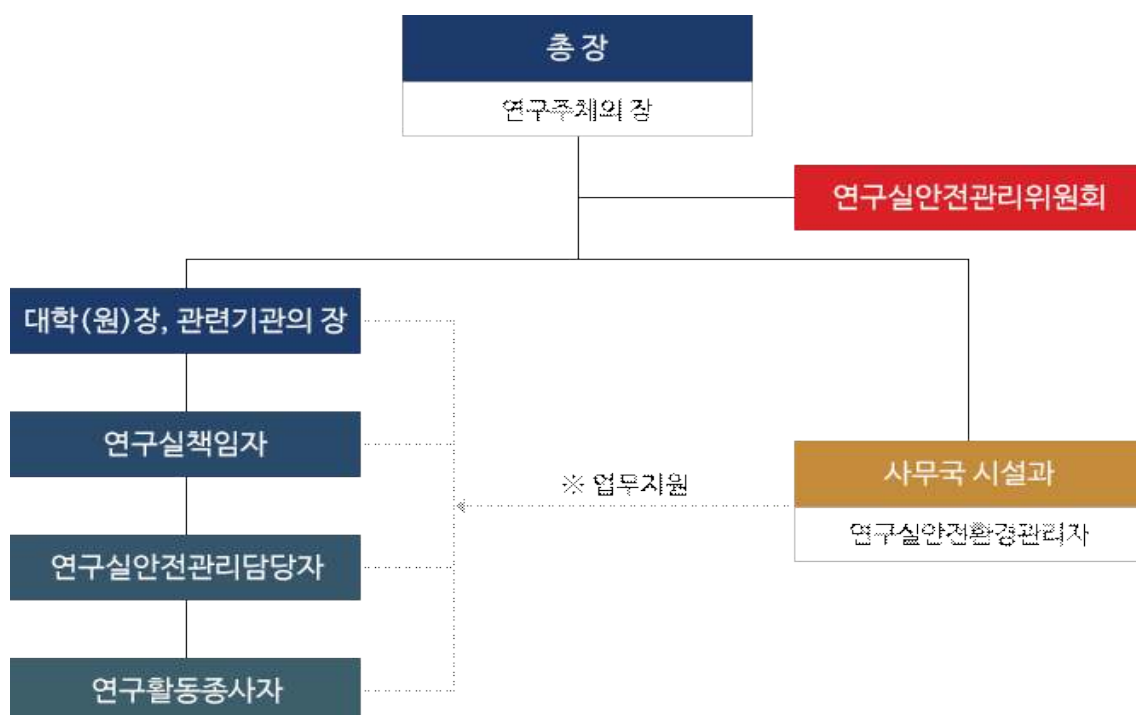 총 장
연구주체의 장
연구실안전관리위원회
대학(원)장, 관련기관의 장
연구실책임자
※ 업무지원
사무국 시설과
연구실안전환경관리자
연구실안전관리담당자
연구활동종사자